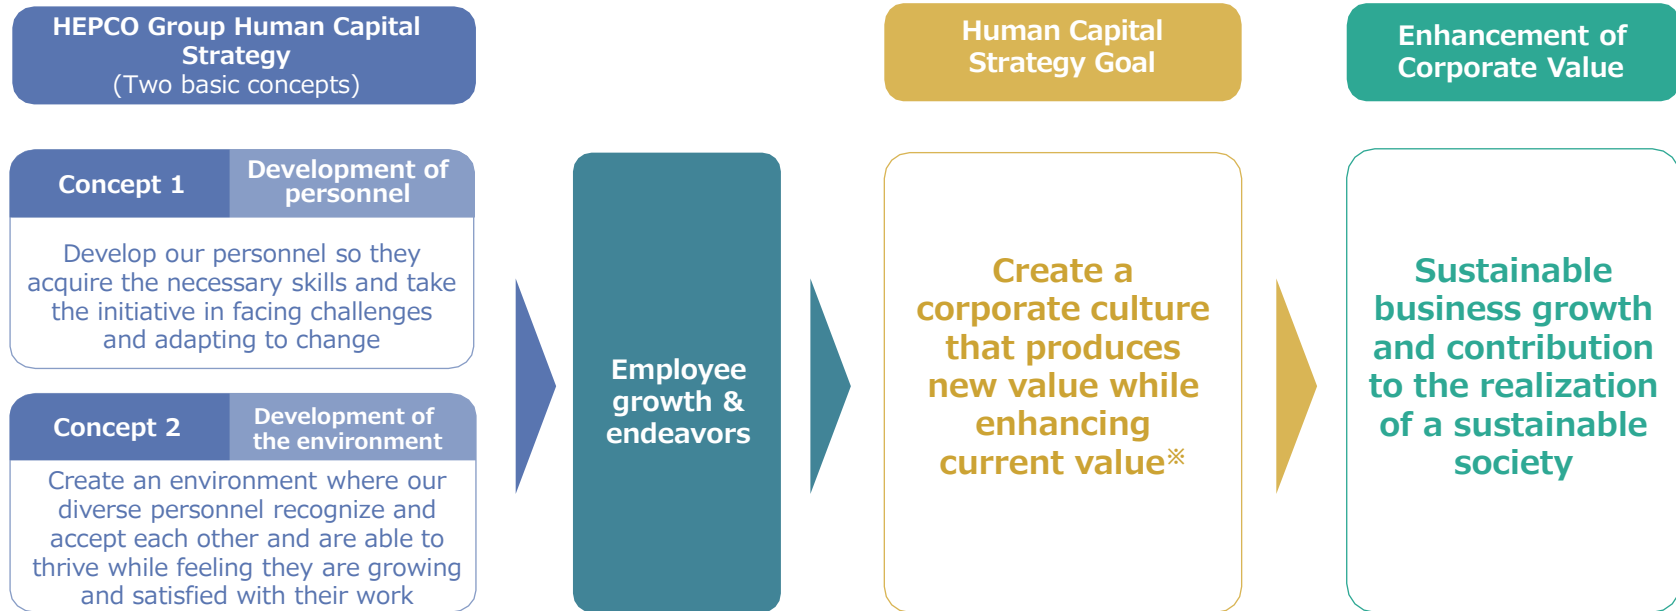 HEPCO Group Human Capital
Strategy
(Two basic concepts)
Human Capital
Strategy Goal
Enhancement of
Corporate Value
Concept 1
Development of
personnel
Develop our personnel so they
acquire the necessary skills and take
the initiative in facing challenges
and adapting to change
Concept 2
Development of
the environment
Create an environment where our
diverse personnel recognize and
accept each other and are able to
thrive while feeling they are growing
and satisfied with their work
Employee
growth &
endeavors
Create a
corporate culture
that produces
new value while
enhancing
current value※
Sustainable
business growth
and contribution
to the realization
of a sustainable
society